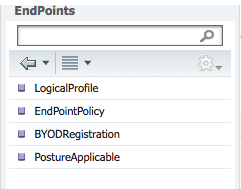 EndPoints
LogicalProfile
EndPointPolicy
BYODRegistration
PostureApplicable